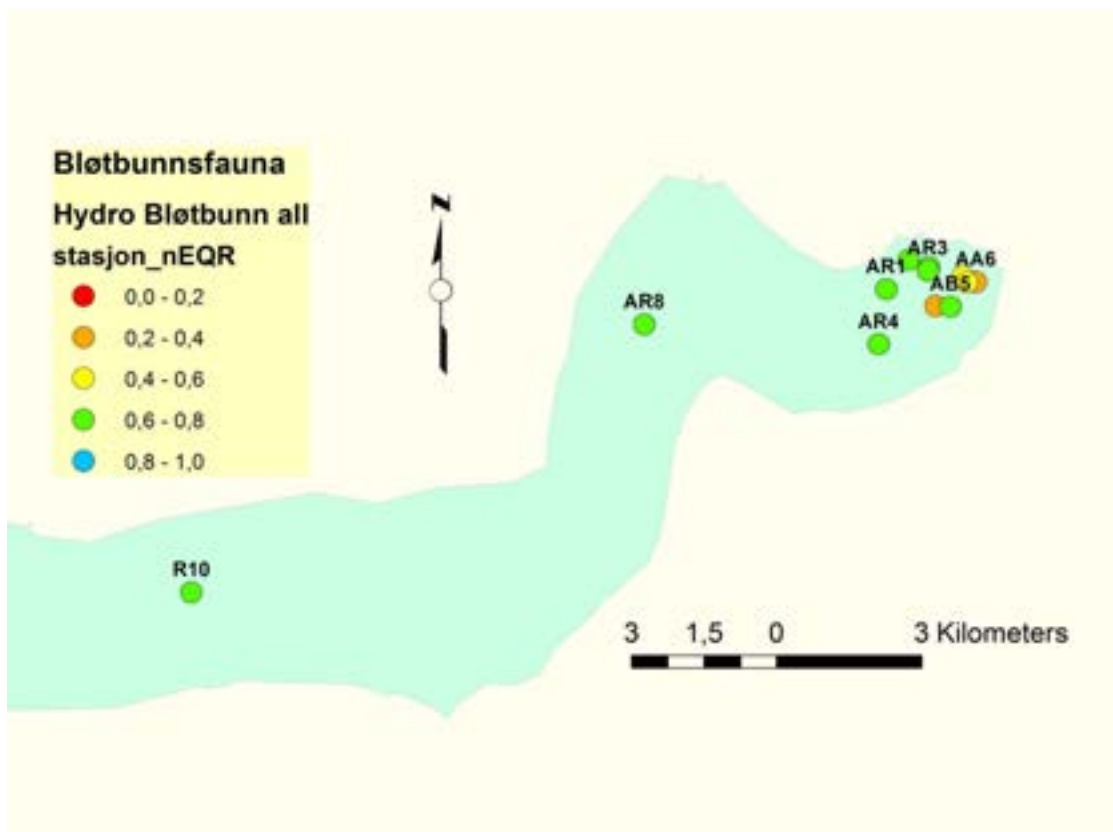 Bløtbunnsfauna
Hydro Bløtbunn all
stasjon_nEQR
0,0 - 0,2
0,2 - 0,4
0,4 - 0,6
0,6 - 0,8
0,8 - 1,0
N
AR3
AA6
AR1
AB5
AR8
AR4
R10
3 1,5 0 3 Kilometers